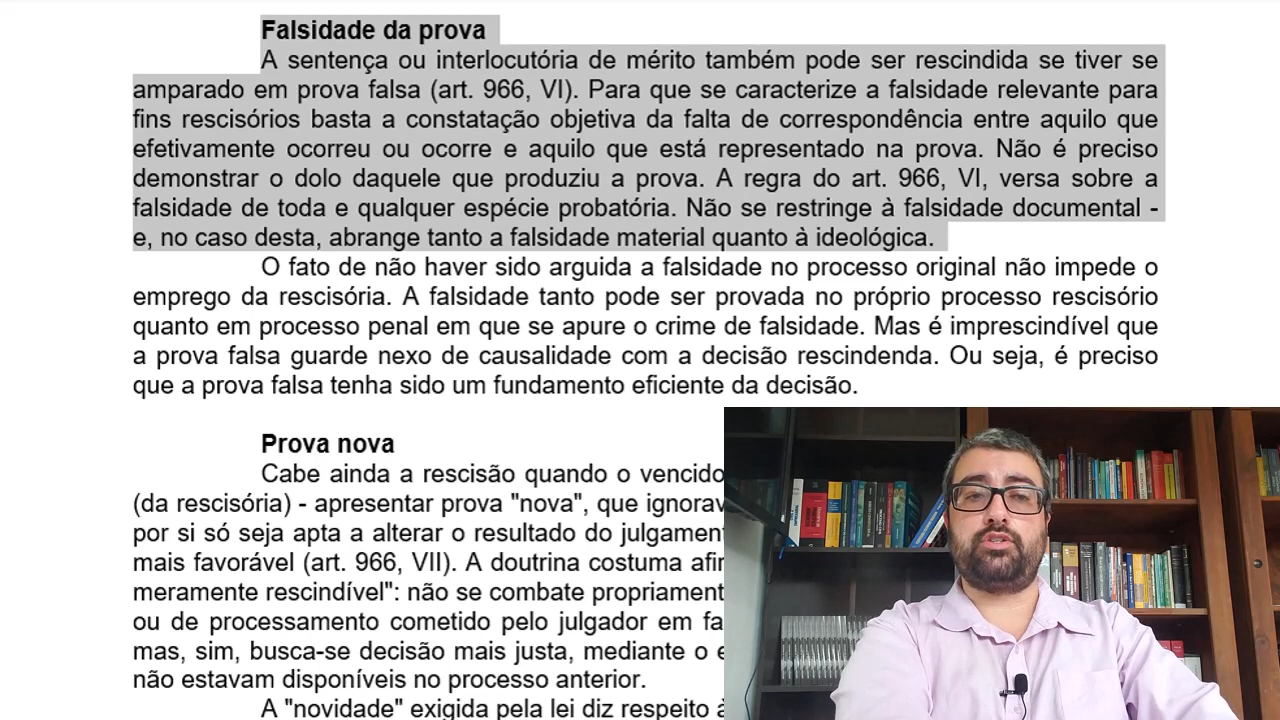 Falsidade da prova
A sentença ou interlocutória de mérito também pode ser rescindida se tiver se
amparado em prova falsa (art. 966, VI). Para que se caracterize a falsidade relevante para
fins rescisórios basta a constatação objetiva da falta de correspondência entre aquilo que
efetivamente ocorreu ou ocorre e aquilo que está representado na prova. Não é preciso
demonstrar o dolo daquele que produziu a prova. A regra do art. 966, VI, versa sobre a
falsidade de toda e qualquer espécie probatória. Não se restringe à falsidade documental -
e, no caso desta, abrange tanto a falsidade material quanto à ideológica.
O fato de não haver sido arguida a falsidade no processo original não impede o
emprego da rescisória. A falsidade tanto pode ser provada no próprio processo rescisório
quanto em processo penal em que se apure o crime de falsidade. Mas é imprescindível que
a prova falsa guarde nexo de causalidade com a decisão rescindenda. Ou seja, é preciso
que a prova falsa tenha sido um fundamento eficiente da decisão.
Prova nova
Cabe ainda a rescisão quando o vencido
(da rescisória) - apresentar prova "nova", que ignorav
por si só seja apta a alterar o resultado do julgament
mais favorável (art. 966, VII). A doutrina costuma afir
meramente rescindível": não se combate propriament
ou de processamento cometido pelo julgador em fa
mas, sim, busca-se decisão mais justa, mediante o e
não estavam disponíveis no processo anterior.
A "novidade" exigida pela lei diz respeito à